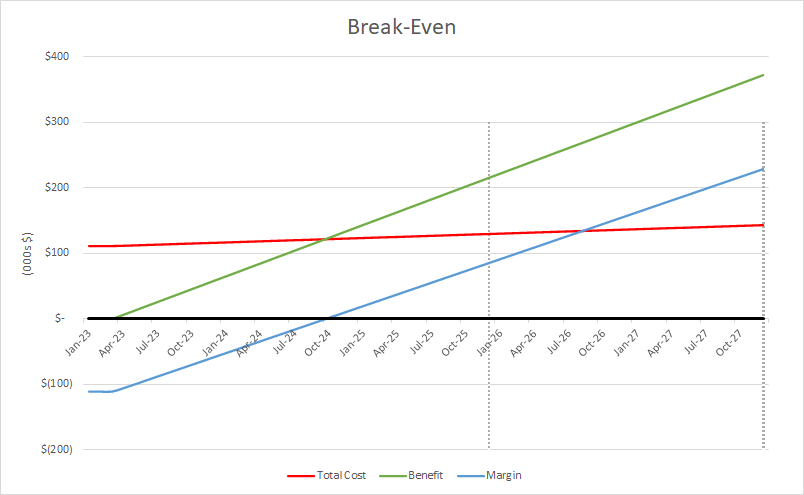 Break-Even
$400
$300
$200
$100
$-
$(100)
$(200)
(000s $)
Jan-23 Apr-23 Jul-23 Oct-23 Jan-24 Apr-24 Jul-24 Oct-24 Jan-25 Apr-25 Jul-25 Oct-25 Jan-26 Apr-26 Jul-26 Oct-26 Jan-27 Apr-27 Jul-27 Oct-27
Total Cost Benefit Margin